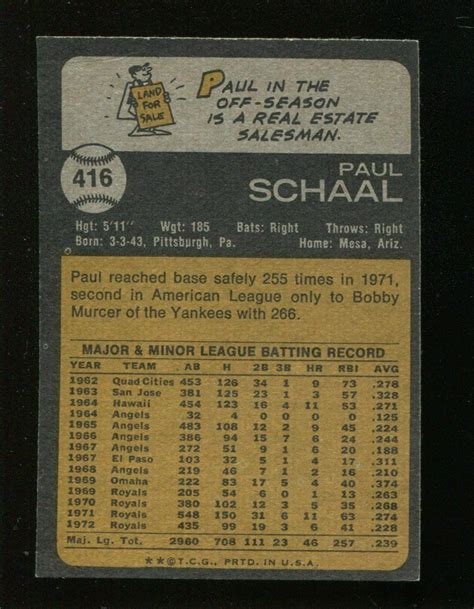 LAND
FOR
SALE
PAUL IN THE
OFF-SEASON
IS A REAL ESTATE
SALESMAN.
416
PAUL
SCHAAL
Hgt: 5'11" Wgt: 185 Bats: Right Throws: Right
Born: 3-3-43, Pittsburgh, Pa. Home: Mesa, Ariz.
Paul reached base safely 255 times in 1971,
second in American League only to Bobby
Murcer of the Yankees with 266.
MAJOR & MINOR LEAGUE BATTING RECORD
YEAR TEAM AB H 2B 3B HR RBI AVG
1962 Quad Cities 453 126 34 1 9 73 .278
1963 San Jose 381 125 23 3 5 57 .328
1964 Hawaii 454 123 16 4 11 53 .271
1964 Angels 32 4 0 0 0 0 .125
1965 Angels 483 108 12 2 9 45 .224
1966 Angels 386 94 15 7 6 24 .244
1967 Angels 272 51 9 1 6 20 .188
1967 El Paso 103 32 5 1 4 17 .311
1968 Angels 219 46 7 1 2 16 .210
1969 Omaha 222 83 17 5 4 40 .374
1969 Royals 205 54 6 0 1 13 .263
1970 Royals 380 102 12 3 5 35 .268
1971 Royals 548 150 31 6 11 63 .274
1972 Royals 435 99 19 3 6 41 .228
Maj. Lg. Tot. 2960 708 111 23 46 257 .239
**©T.C.G., PRTD. IN U.S.A.